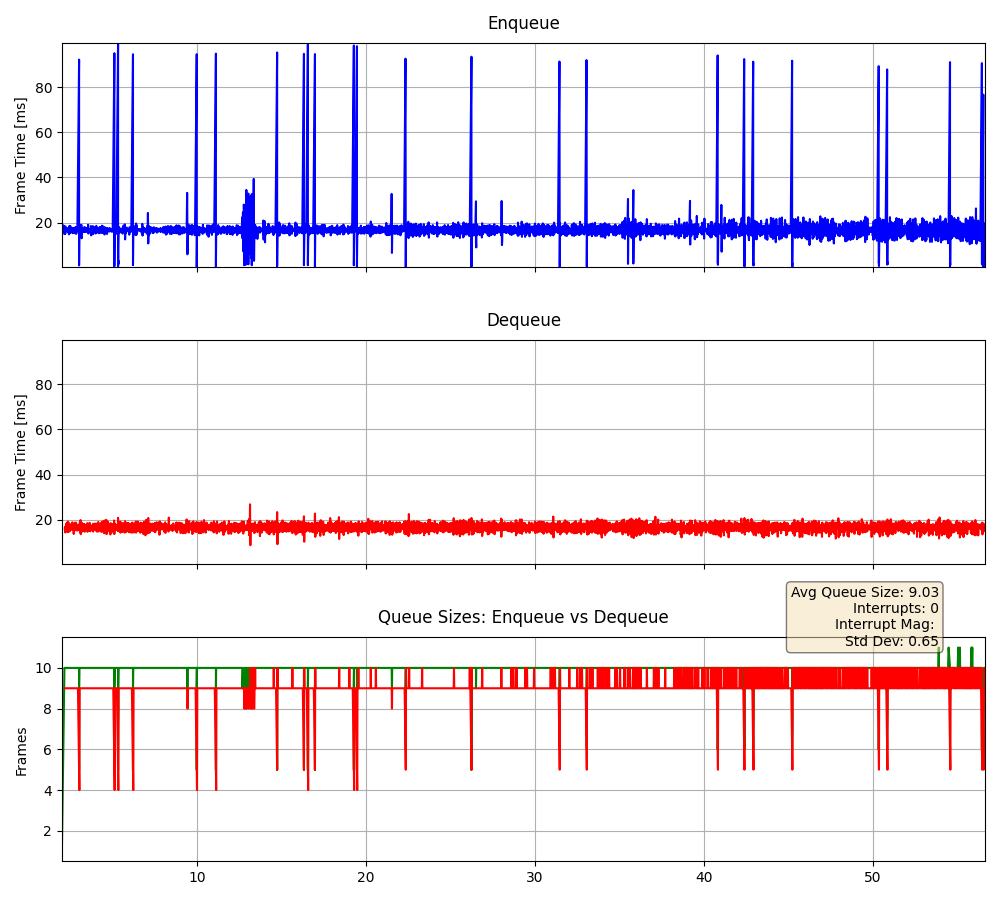 Enqueue
Frame Time [ms]
80
60
40
20
Dequeue
Frame Time [ms]
80
60
40
20
Avg Queue Size: 9.03
Interrupts: 0
Interrupt Mag:
Std Dev: 0.65
Queue Sizes: Enqueue vs Dequeue
Frames
10
8
6
4
2
10 20 30 40 50